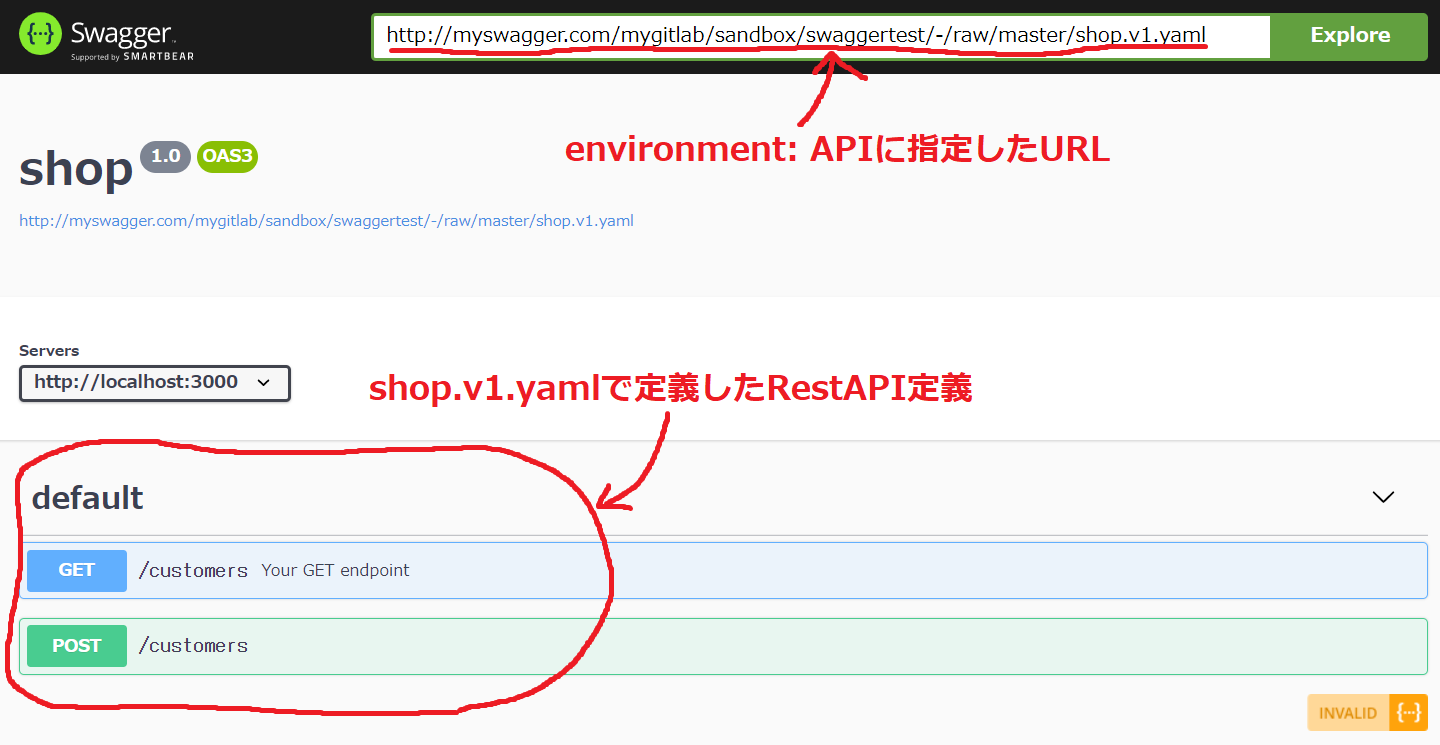 Swagger™
Supported by SMARTBEAR
http://myswagger.com/mygitlab/sandbox/swaggertest/-/raw/master/shop.v1.yaml
Explore
environment: APIに指定したURL
shop 1.0 OAS3
http://myswagger.com/mygitlab/sandbox/swaggertest/-/raw/master/shop.v1.yaml
Servers
http://localhost:3000
shop.v1.yamlで定義したRestAPI定義
default
GET /customers Your GET endpoint
POST /customers
INVALID {···}